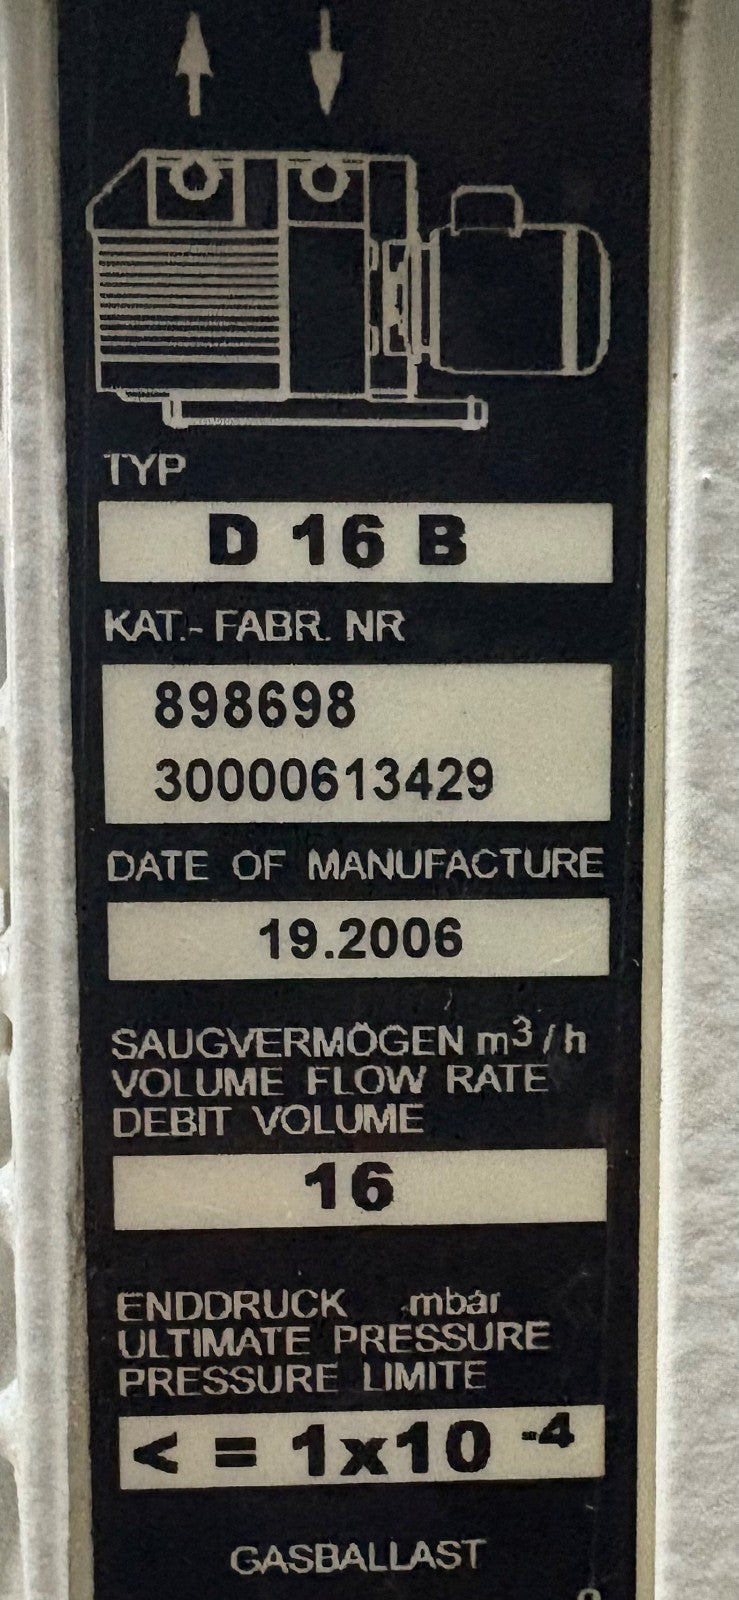 TYP
D 16 B
KAT.- FABR. NR
898698
30000613429
DATE OF MANUFACTURE
19.2006
SAUGVERMÖGEN m³/h
VOLUME FLOW RATE
DEBIT VOLUME
16
ENDDRUCK mbar
ULTIMATE PRESSURE
PRESSURE LIMITE
< = 1x10 ⁻⁴
GASBALLAST